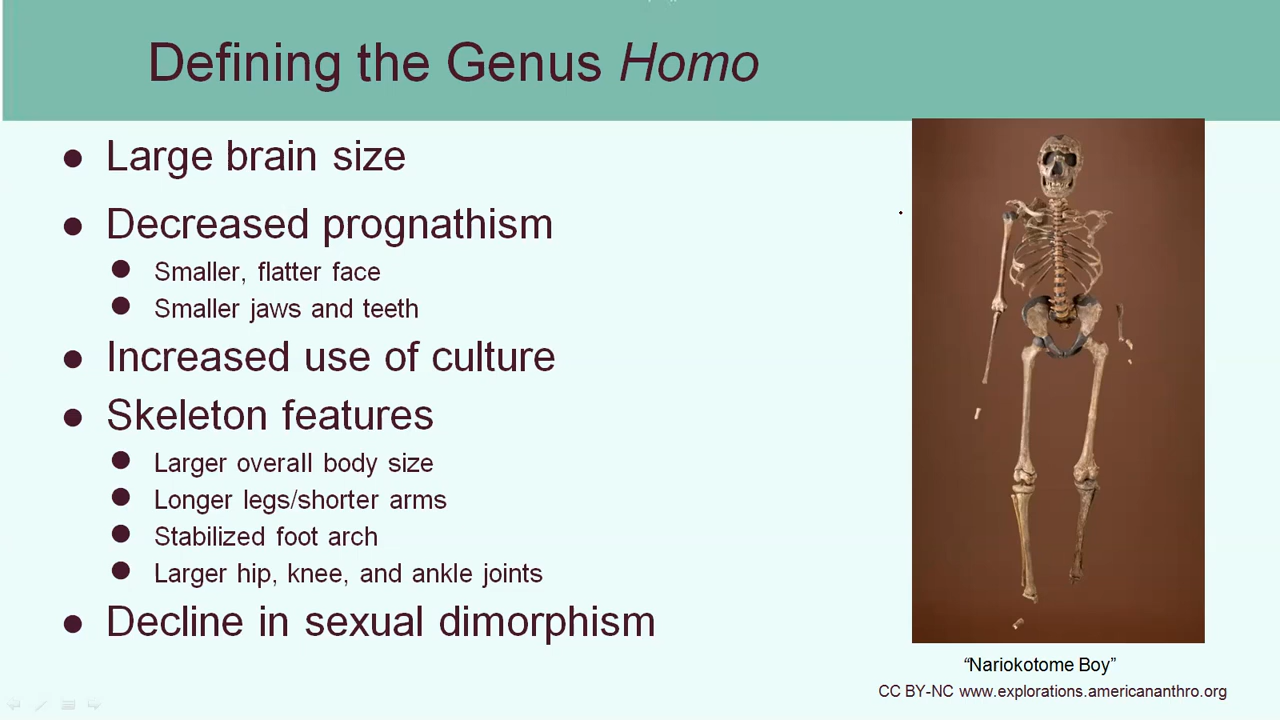 Defining the Genus Homo
● Large brain size
● Decreased prognathism
● Smaller, flatter face
● Smaller jaws and teeth
● Increased use of culture
● Skeleton features
● Larger overall body size
● Longer legs/shorter arms
● Stabilized foot arch
● Larger hip, knee, and ankle joints
● Decline in sexual dimorphism
“Nariokotome Boy”
CC BY-NC www.explorations.americananthro.org